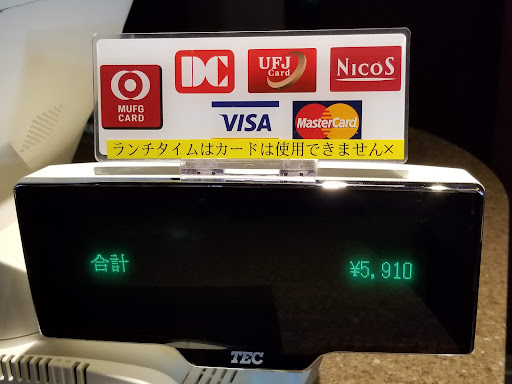 MUFG
CARD
DC
UFJ
Card
NICOS
VISA
MasterCard
ランチタイムはカードは使用できません×
合計 ¥5,910
TEC